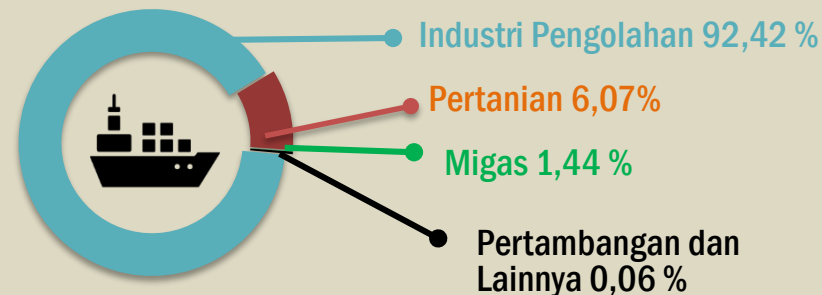 Industri Pengolahan 92,42 %
Pertanian 6,07%
Migas 1,44 %
Pertambangan dan
Lainnya 0,06 %